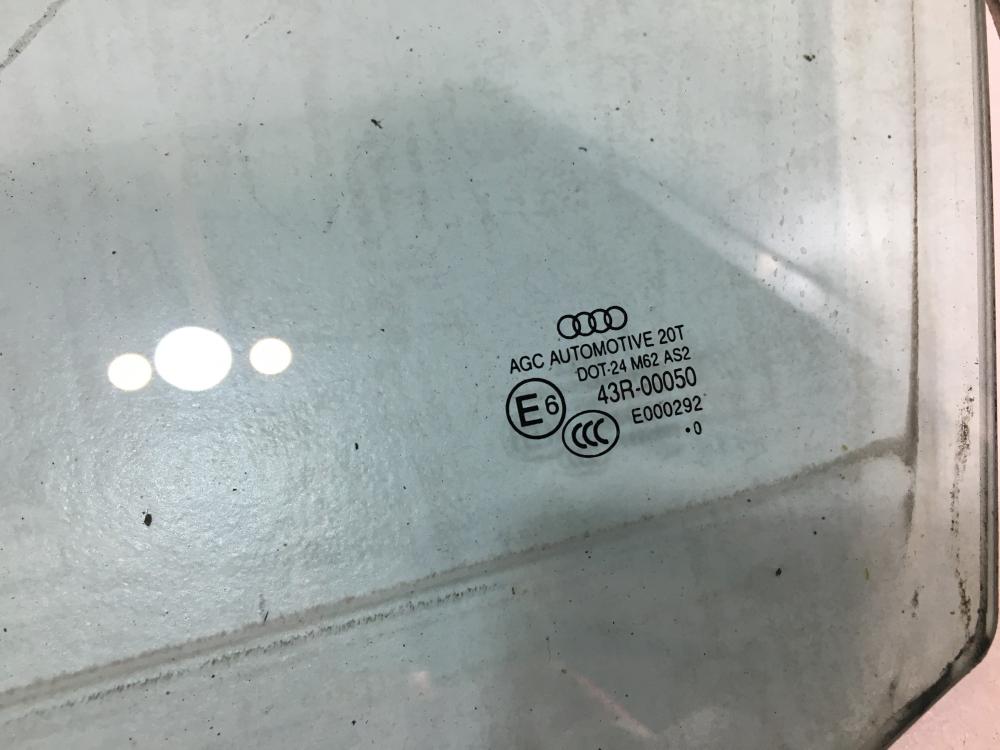 AGC AUTOMOTIVE 20T
DOT·24 M62 AS2
43R-00050
E6
E000292
CCC
•0